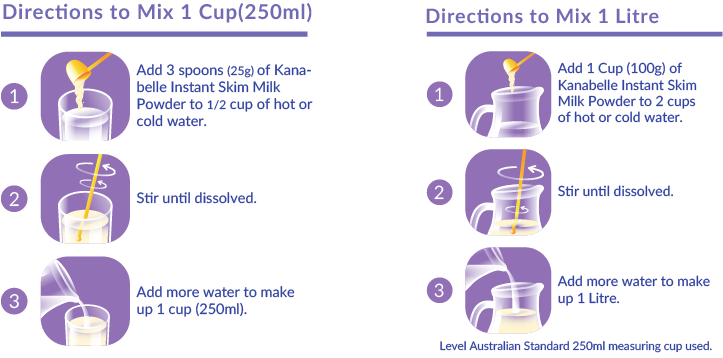 Directions to Mix 1 Cup(250ml)
1
Add 3 spoons (25g) of Kana-
belle Instant Skim Milk
Powder to 1/2 cup of hot or
cold water.
2
Stir until dissolved.
3
Add more water to make
up 1 cup (250ml).
Directions to Mix 1 Litre
1
Add 1 Cup (100g) of
Kanabelle Instant Skim
Milk Powder to 2 cups
of hot or cold water.
2
Stir until dissolved.
3
Add more water to make
up 1 Litre.
Level Australian Standard 250ml measuring cup used.